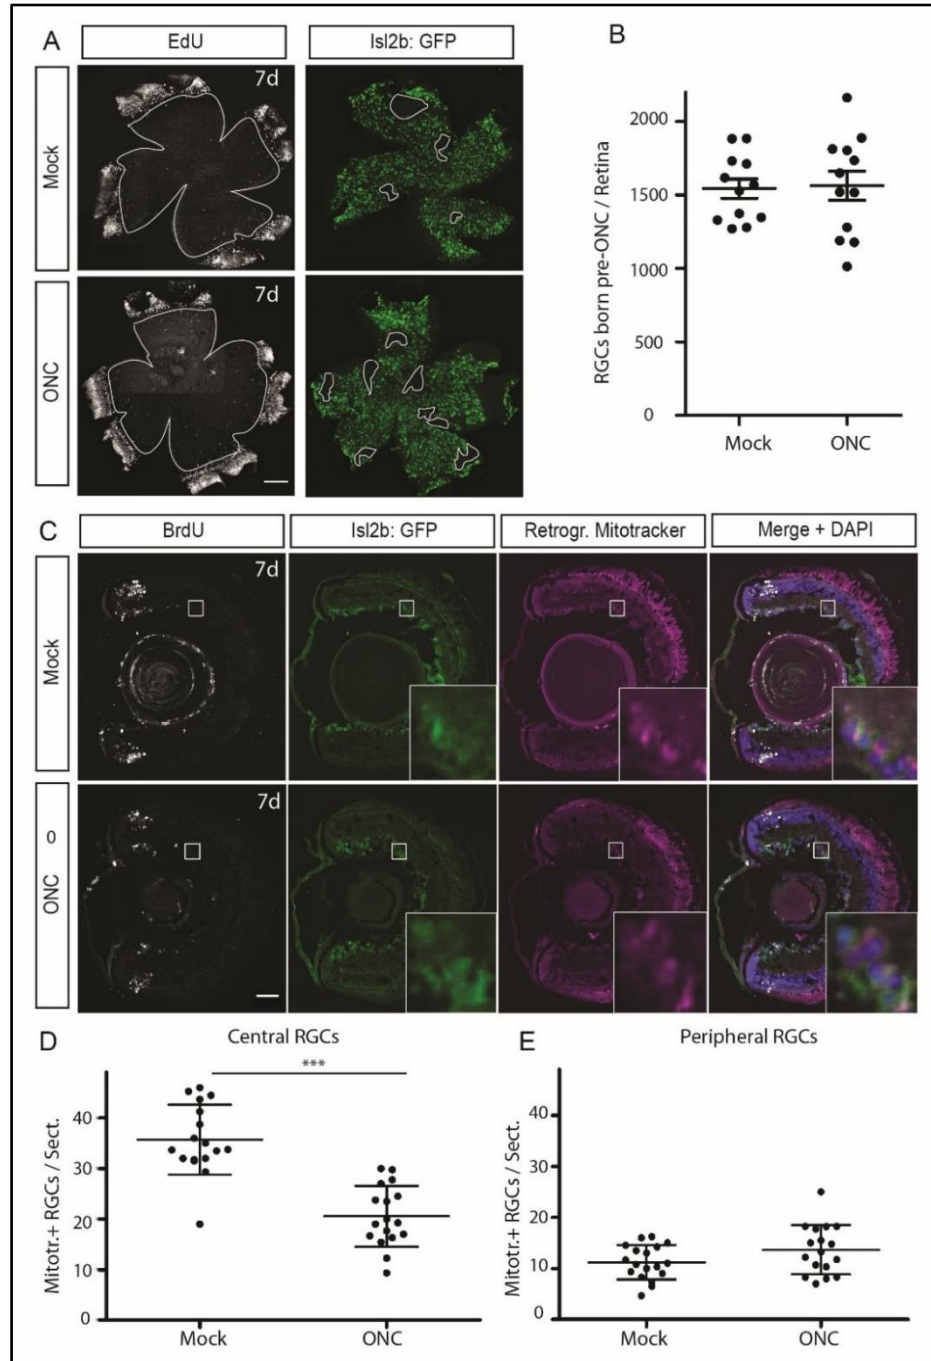 A
EdU
Isl2b: GFP
Mock
7d
ONC
7d
B
RGCs born pre-ONC / Retina
2000
1500
1000
500
0
Mock
ONC
C
BrdU
Isl2b: GFP
Retrogr. Mitotracker
Merge + DAPI
Mock
7d
0
ONC
7d
D
Central RGCs
***
Mitotr.+ RGCs / Sect.
40
30
20
10
0
Mock
ONC
E
Peripheral RGCs
Mitotr.+ RGCs / Sect.
40
30
20
10
0
Mock
ONC